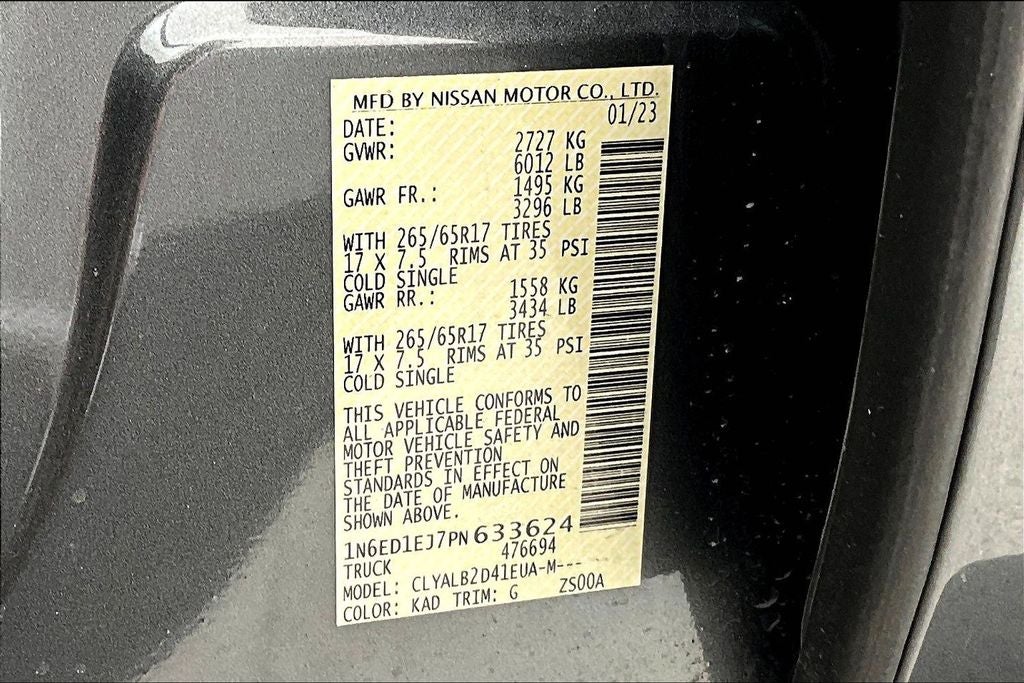 MFD BY NISSAN MOTOR CO., LTD.
DATE: 01/23
GVWR: 2727 KG
6012 LB
GAWR FR.: 1495 KG
3296 LB
WITH 265/65R17 TIRES
17 X 7.5 RIMS AT 35 PSI
COLD SINGLE
GAWR RR.: 1558 KG
3434 LB
WITH 265/65R17 TIRES
17 X 7.5 RIMS AT 35 PSI
COLD SINGLE
THIS VEHICLE CONFORMS TO
ALL APPLICABLE FEDERAL
MOTOR VEHICLE SAFETY AND
THEFT PREVENTION
STANDARDS IN EFFECT ON
THE DATE OF MANUFACTURE
SHOWN ABOVE.
1N6ED1EJ7PN633624
TRUCK 476694
MODEL: CLYALB2D41EUA-M---
COLOR: KAD TRIM: G ZS00A